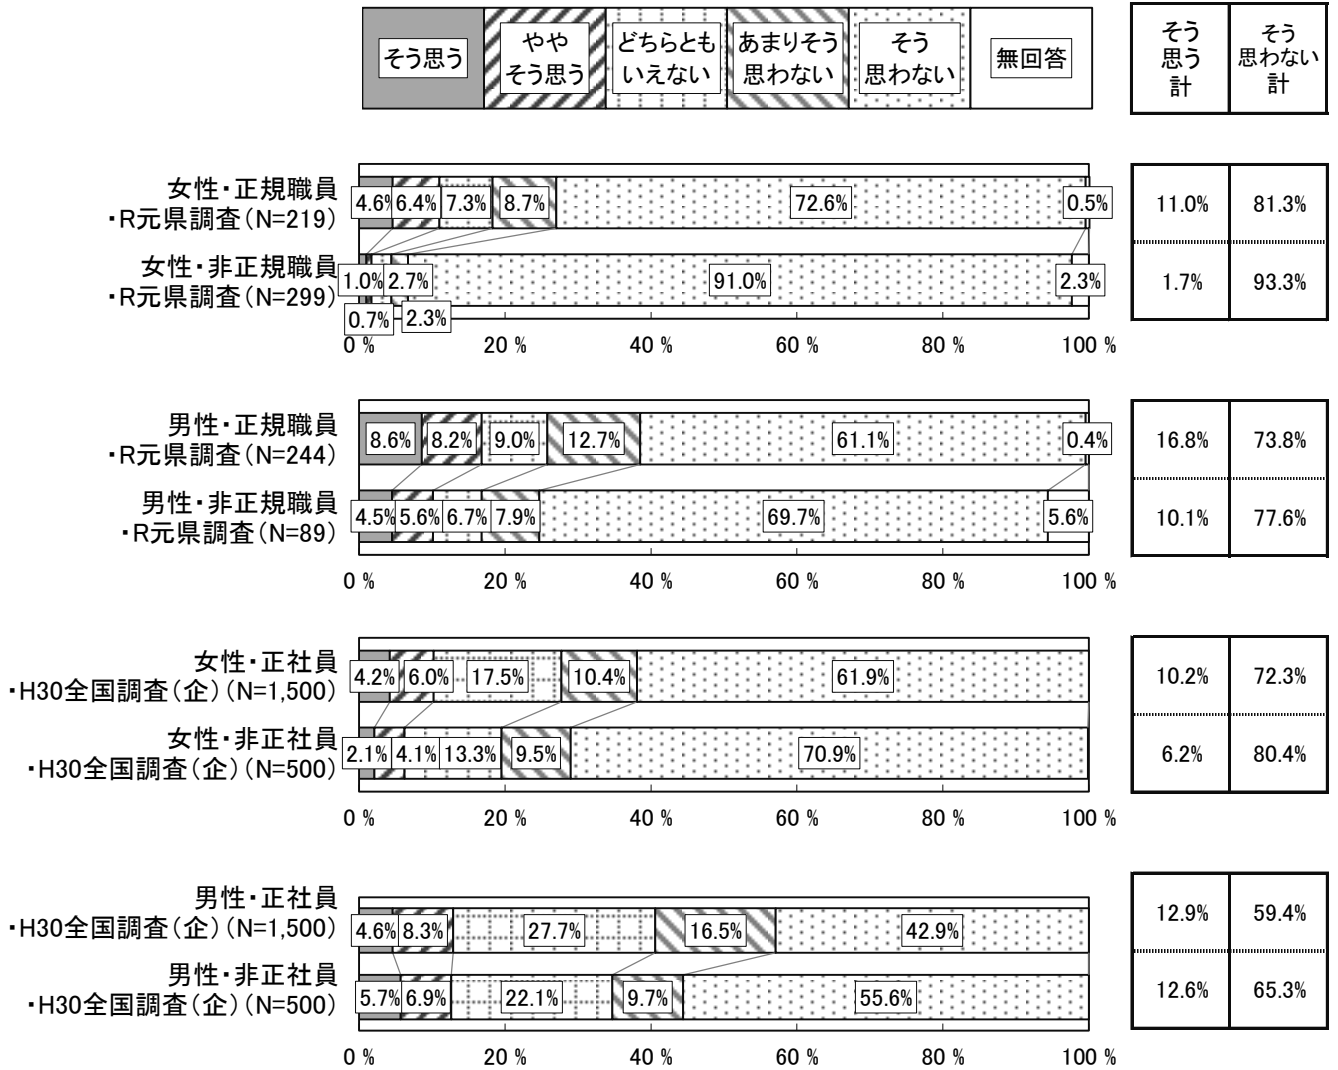 そう思う
やや
そう思う
どちらとも
いえない
あまりそう
思わない
そう
思わない
無回答
そう
思う
計
そう
思わない
計
女性・正規職員
・R元県調査(N=219)
4.6% 6.4% 7.3% 8.7% 72.6% 0.5% 11.0% 81.3%
女性・非正規職員
・R元県調査(N=299)
1.0% 2.7% 91.0% 2.3% 1.7% 93.3%
0.7% 2.3%
0 % 20 % 40 % 60 % 80 % 100 %
男性・正規職員
・R元県調査(N=244)
8.6% 8.2% 9.0% 12.7% 61.1% 0.4% 16.8% 73.8%
男性・非正規職員
・R元県調査(N=89)
4.5% 5.6% 6.7% 7.9% 69.7% 5.6% 10.1% 77.6%
0 % 20 % 40 % 60 % 80 % 100 %
女性・正社員
・H30全国調査(企)(N=1,500)
4.2% 6.0% 17.5% 10.4% 61.9% 10.2% 72.3%
女性・非正社員
・H30全国調査(企)(N=500)
2.1% 4.1% 13.3% 9.5% 70.9% 6.2% 80.4%
0 % 20 % 40 % 60 % 80 % 100 %
男性・正社員
・H30全国調査(企)(N=1,500)
4.6% 8.3% 27.7% 16.5% 42.9% 12.9% 59.4%
男性・非正社員
・H30全国調査(企)(N=500)
5.7% 6.9% 22.1% 9.7% 55.6% 12.6% 65.3%
0 % 20 % 40 % 60 % 80 % 100 %